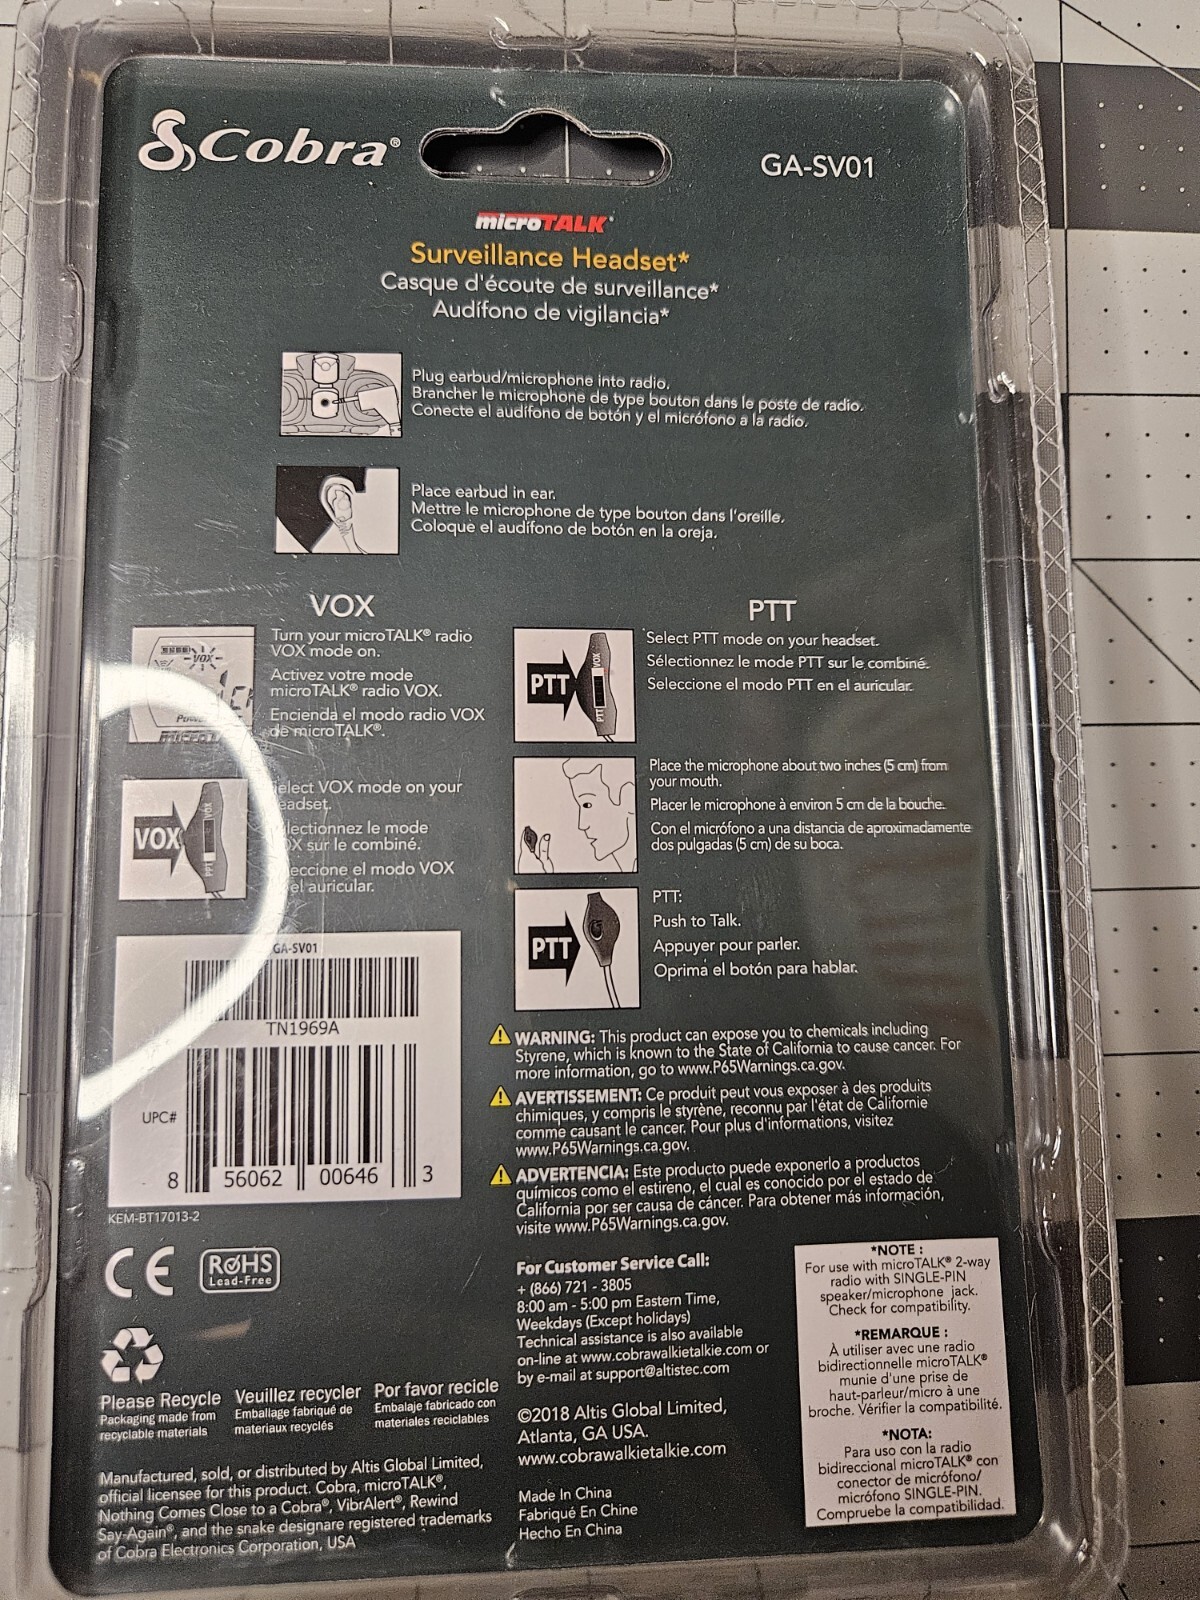 Cobra®
GA-SV01
microTALK®
Surveillance Headset*
Casque d'écoute de surveillance*
Audífono de vigilancia*
Plug earbud/microphone into radio.
Brancher le microphone de type bouton dans le poste de radio.
Conecte el audífono de botón y el micrófono a la radio.
Place earbud in ear.
Mettre le microphone de type bouton dans l'oreille.
Coloque el audífono de botón en la oreja.
VOX
VOX
Turn your microTALK® radio
VOX mode on.
Activez votre mode
microTALK® radio VOX.
Encienda el modo radio VOX
de microTALK®.
VOX
VOX
PTT
elect VOX mode on your
eadset.
lectionnez le mode
OX sur le combiné.
eccione el modo VOX
el auricular.
PTT
PTT
VOX
PTT
Select PTT mode on your headset.
Sélectionnez le mode PTT sur le combiné.
Seleccione el modo PTT en el auricular.
Place the microphone about two inches (5 cm) from
your mouth.
Placer le microphone à environ 5 cm de la bouche.
Con el micrófono a una distancia de aproximadamente
dos pulgadas (5 cm) de su boca.
PTT
PTT:
Push to Talk.
Appuyer pour parler.
Oprima el botón para hablar.
GA-SV01
TN1969A
UPC#
8 56062 00646 3
KEM-BT17013-2
WARNING: This product can expose you to chemicals including
Styrene, which is known to the State of California to cause cancer. For
more information, go to www.P65Warnings.ca.gov.
AVERTISSEMENT: Ce produit peut vous exposer à des produits
chimiques, y compris le styrène, reconnu par l'état de Californie
comme causant le cancer. Pour plus d'informations, visitez
www.P65Warnings.ca.gov.
ADVERTENCIA: Este producto puede exponerlo a productos
químicos como el estireno, el cual es conocido por el estado de
California por ser causa de cáncer. Para obtener más información,
visite www.P65Warnings.ca.gov.
CE
RoHS
Lead-Free
Please Recycle
Packaging made from
recyclable materials
Veuillez recycler
Emballage fabriqué de
materiaux recyclés
Por favor recicle
Embalaje fabricado con
materiales reciclables
Manufactured, sold, or distributed by Altis Global Limited,
official licensee for this product. Cobra, microTALK®,
Nothing Comes Close to a Cobra®, VibrAlert®, Rewind
Say-Again®, and the snake designare registered trademarks
of Cobra Electronics Corporation, USA
For Customer Service Call:
+ (866) 721 - 3805
8:00 am - 5:00 pm Eastern Time,
Weekdays (Except holidays)
Technical assistance is also available
on-line at www.cobrawalkietalkie.com or
by e-mail at support@altistec.com
©2018 Altis Global Limited,
Atlanta, GA USA.
www.cobrawalkietalkie.com
Made In China
Fabriqué En Chine
Hecho En China
*NOTE :
For use with microTALK® 2-way
radio with SINGLE-PIN
speaker/microphone jack.
Check for compatibility.
*REMARQUE :
À utiliser avec une radio
bidirectionnelle microTALK®
munie d'une prise de
haut-parleur/micro à une
broche. Vérifier la compatibilité.
*NOTA:
Para uso con la radio
bidireccional microTALK® con
conector de micrófono/
micrófono SINGLE-PIN.
Compruebe la compatibilidad.